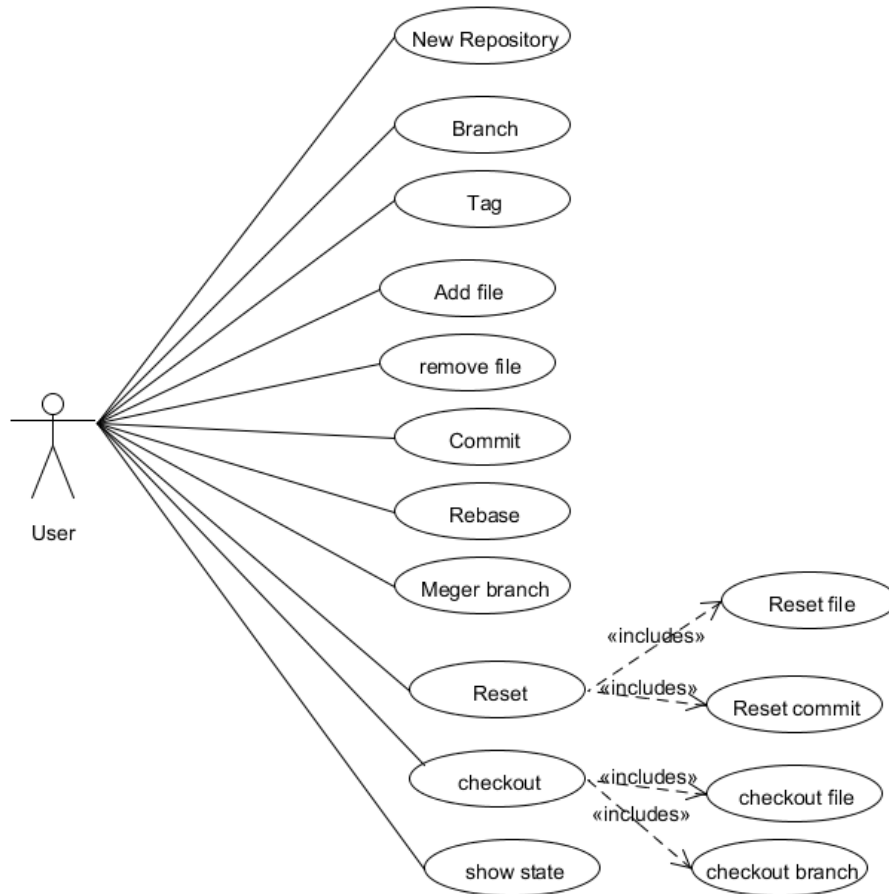 New Repository
Branch
Tag
Add file
remove file
Commit
User
Rebase
Meger branch
Reset file
«includes»
Reset
«includes»
Reset commit
checkout
«includes»
checkout file
«includes»
show state
checkout branch